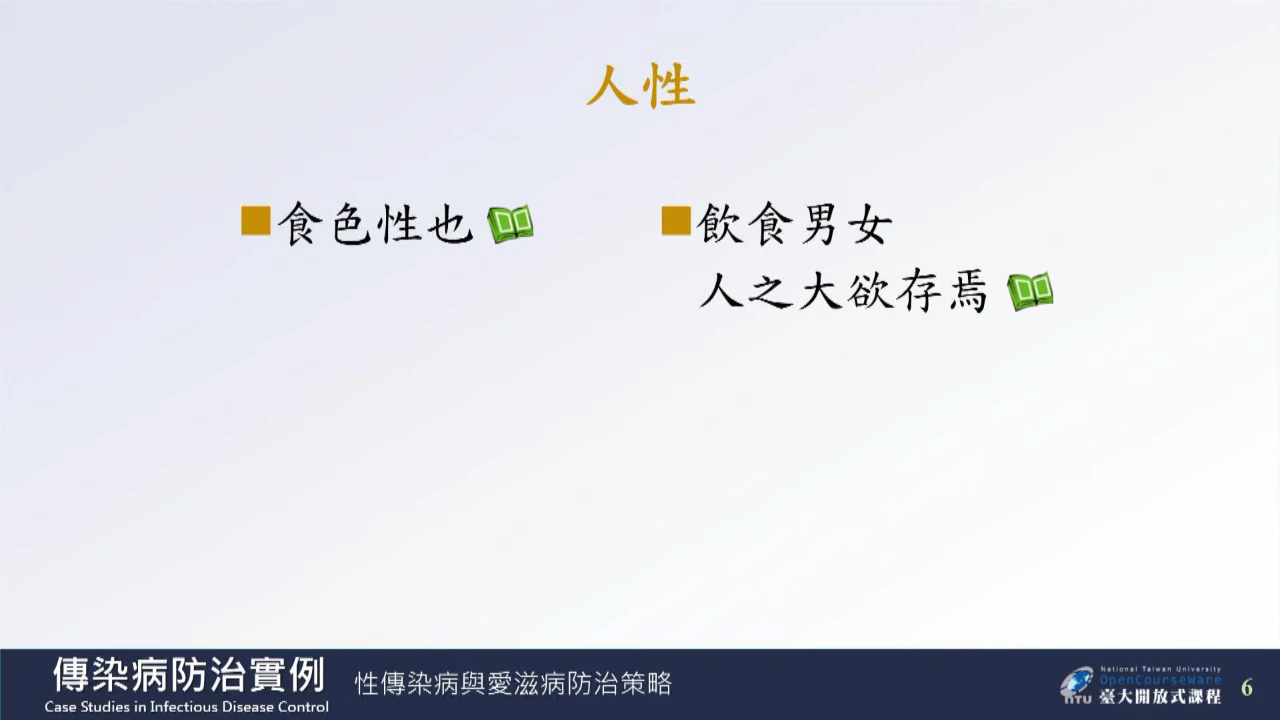 人性
食色性也
飲食男女
人之大欲存焉
傳染病防治實例
Case Studies in Infectious Disease Control
性傳染病與愛滋病防治策略
National Taiwan University
OpenCourseWare
NTU 臺大開放式課程
6